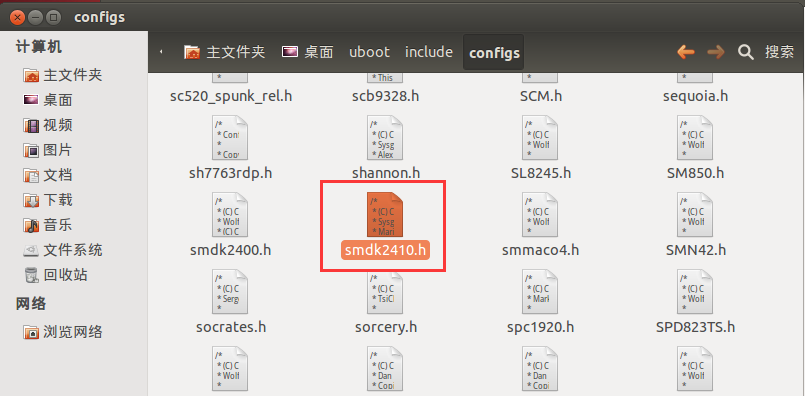 configs
计算机
主文件夹
桌面
视频
图片
文档
下载
音乐
文件系统
回收站
网络
浏览网络
主文件夹 桌面 uboot include configs 搜索
This
sc520_spunk_rel.h scb9328.h SCM.h sequoia.h
sh7763rdp.h shannon.h SL8245.h SM850.h
smdk2400.h smdk2410.h smmaco4.h SMN42.h
socrates.h sorcery.h spc1920.h SPD823TS.h